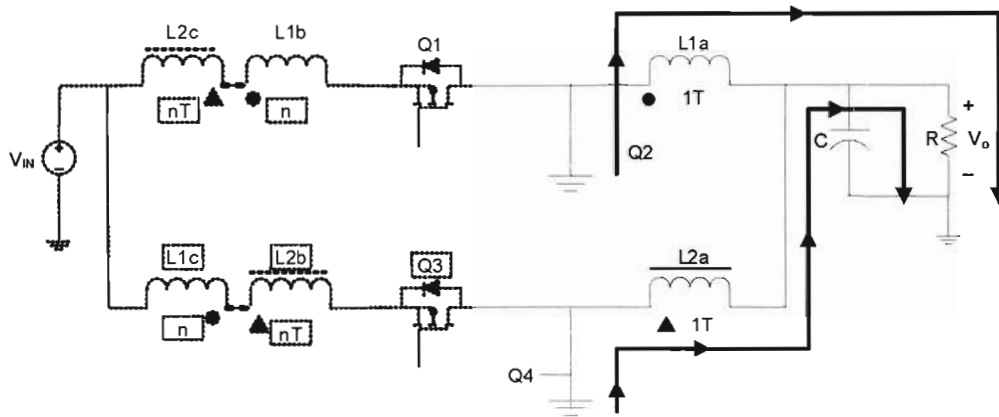 L2c
L1b
Q1
L1a
nT
n
1T
V_IN
+
−
Q2
C
R
+
V_o
−
L1c
L2b
Q3
L2a
n
nT
1T
Q4